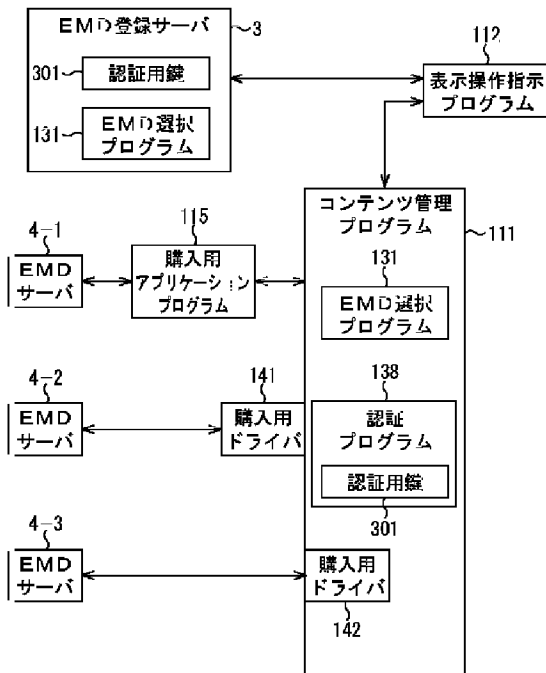 EMD登録サーバ
3
301
認証用鍵
131
EMD選択
プログラム
112
表示操作指示
プログラム
コンテンツ管理
プログラム
111
4-1
EMD
サーバ
115
購入用
アプリケーション
プログラム
131
EMD選択
プログラム
4-2
EMD
サーバ
141
購入用
ドライバ
138
認証
プログラム
認証用鍵
301
4-3
EMD
サーバ
購入用
ドライバ
142